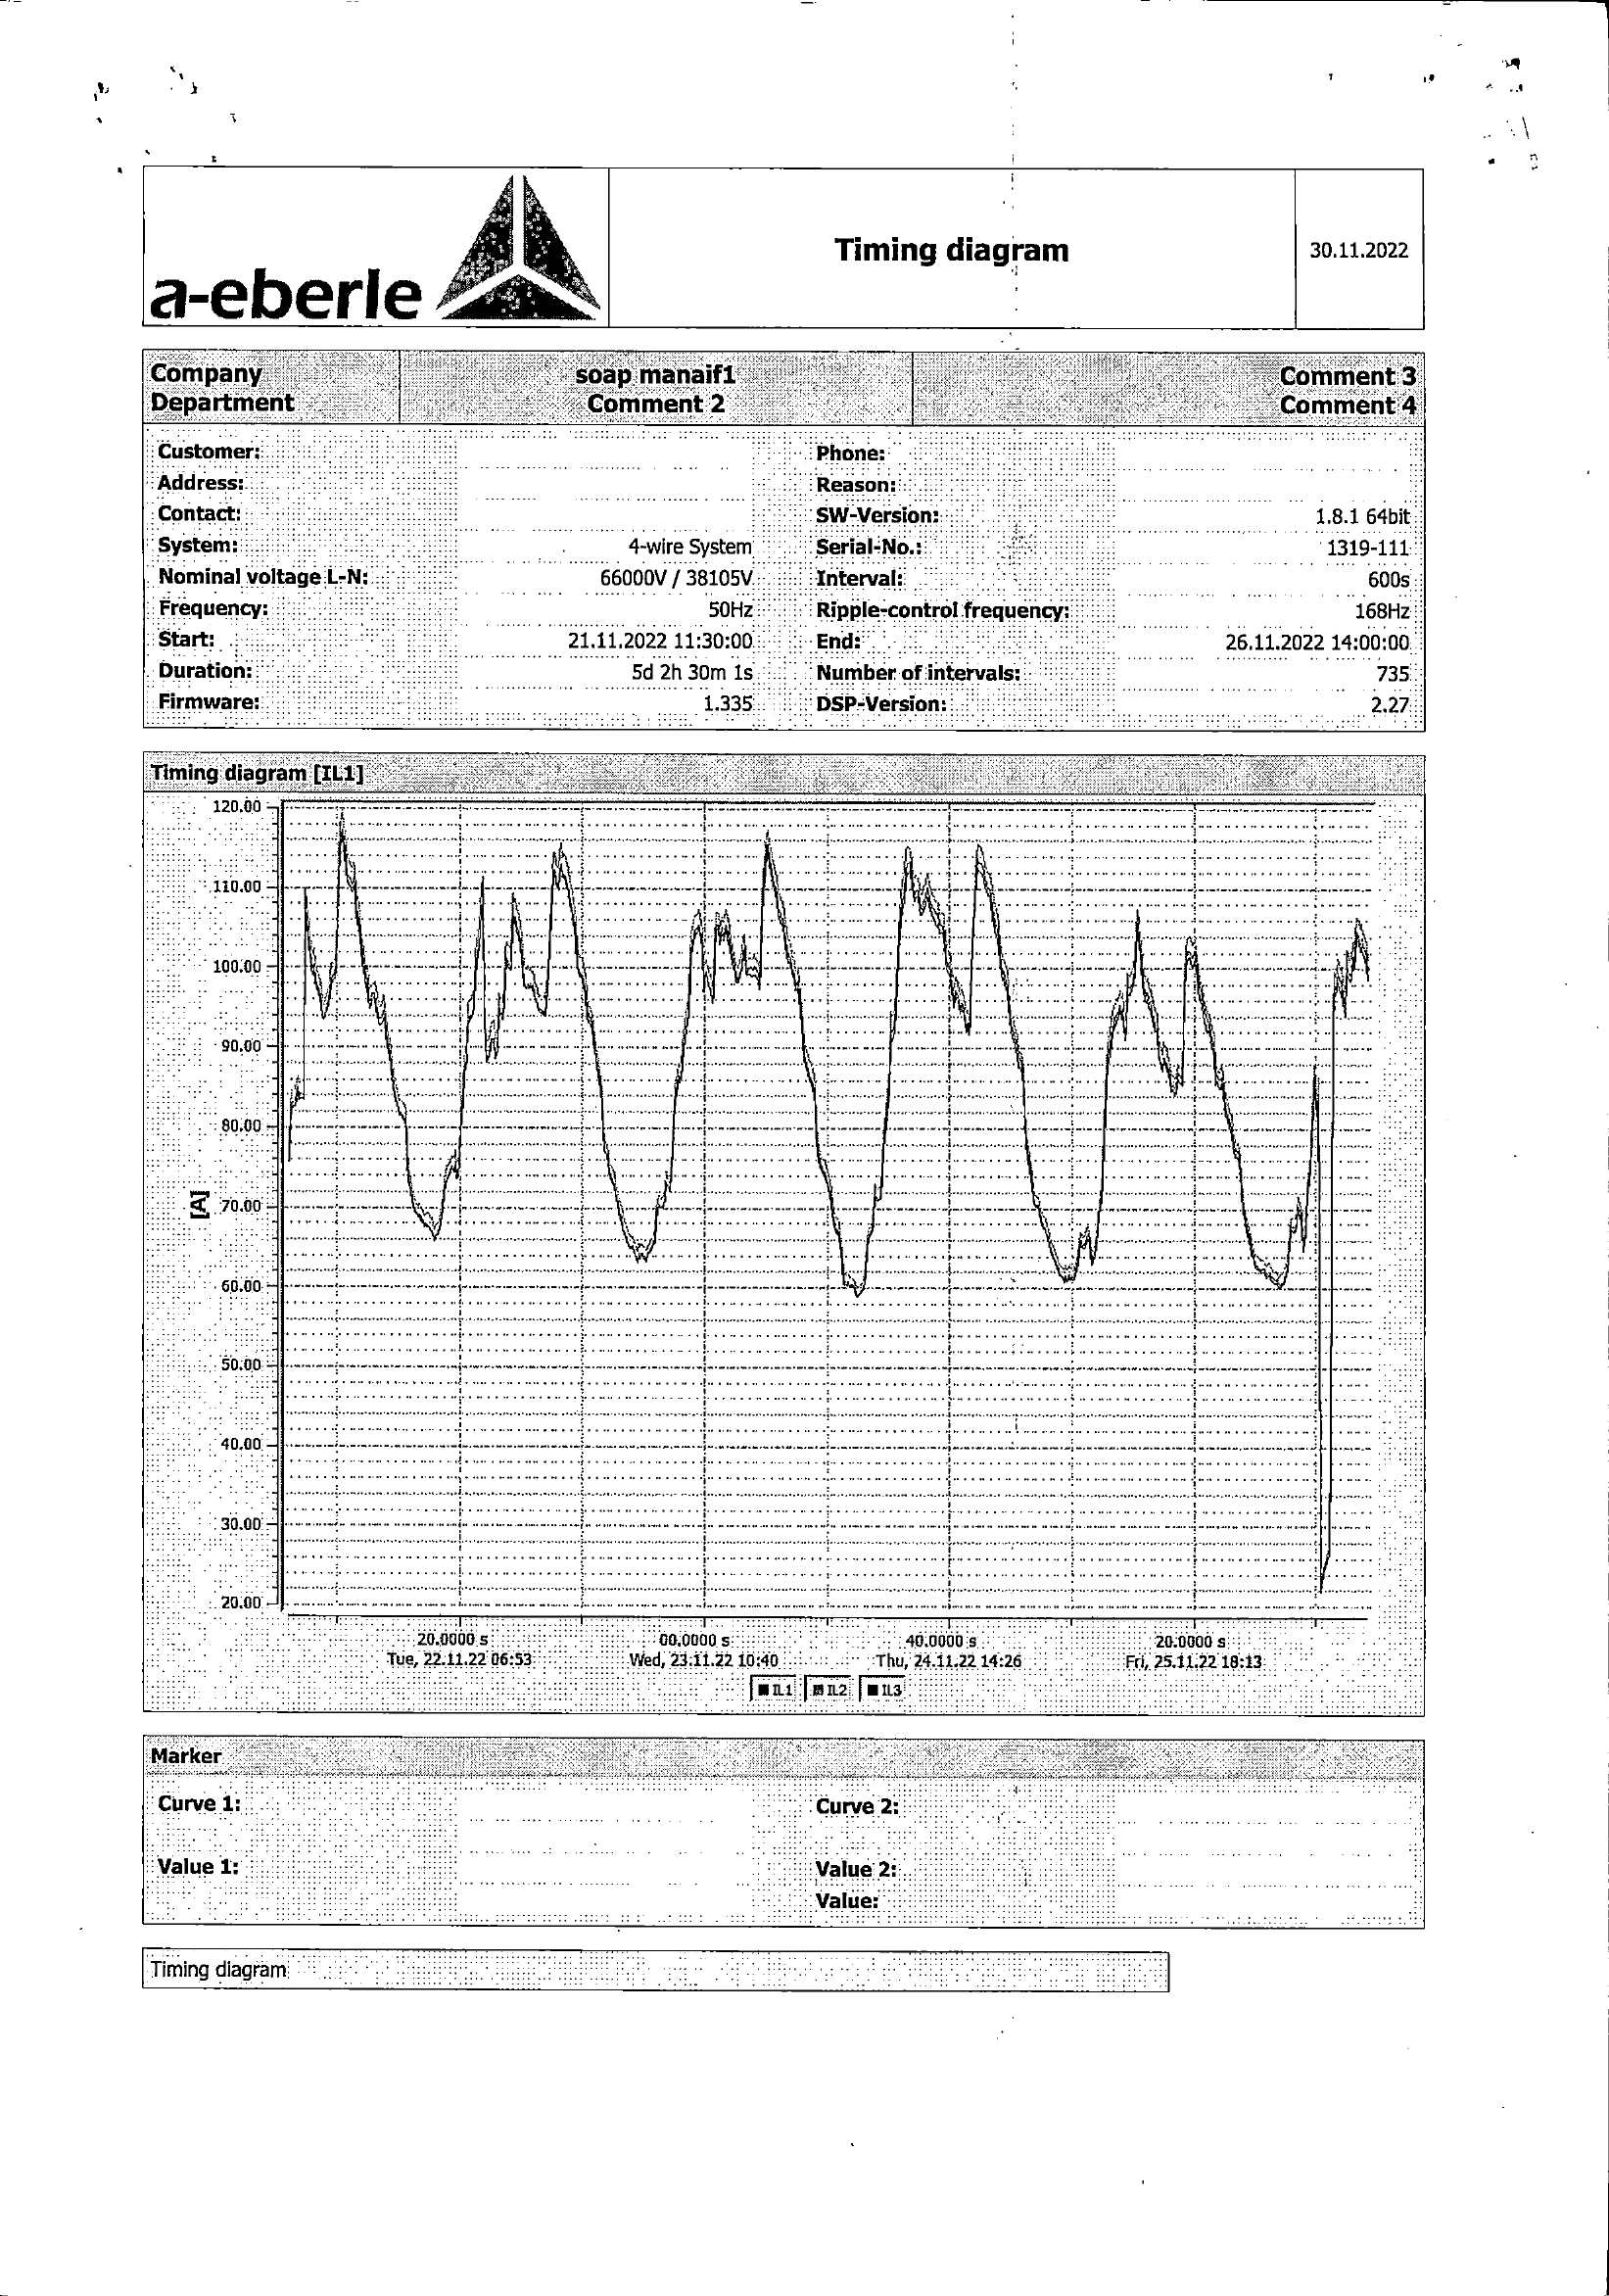 a-eberle
Timing diagram
30.11.2022
Company soap manaif1 Comment 3
Department Comment 2 Comment 4
Customer: Phone:
Address: Reason:
Contact: SW-Version: 1.8.1 64bit
System: 4-wire System Serial-No.: 1319-111
Nominal voltage L-N: 66000V / 38105V Interval: 600s
Frequency: 50Hz Ripple-control frequency: 168Hz
Start: 21.11.2022 11:30:00 End: 26.11.2022 14:00:00
Duration: 5d 2h 30m 1s Number of intervals: 735
Firmware: 1.335 DSP-Version: 2.27
Timing diagram [IL1]
120.00
110.00
100.00
90.00
80.00
[A]
70.00
60.00
50.00
40.00
30.00
20.00
20.0000 s 00.0000 s 40.0000 s 20.0000 s
Tue, 22.11.22 06:53 Wed, 23.11.22 10:40 Thu, 24.11.22 14:26 Fri, 25.11.22 18:13
IL1 IL2 IL3
Marker
Curve 1: Curve 2:
Value 1: Value 2:
Value:
Timing diagram